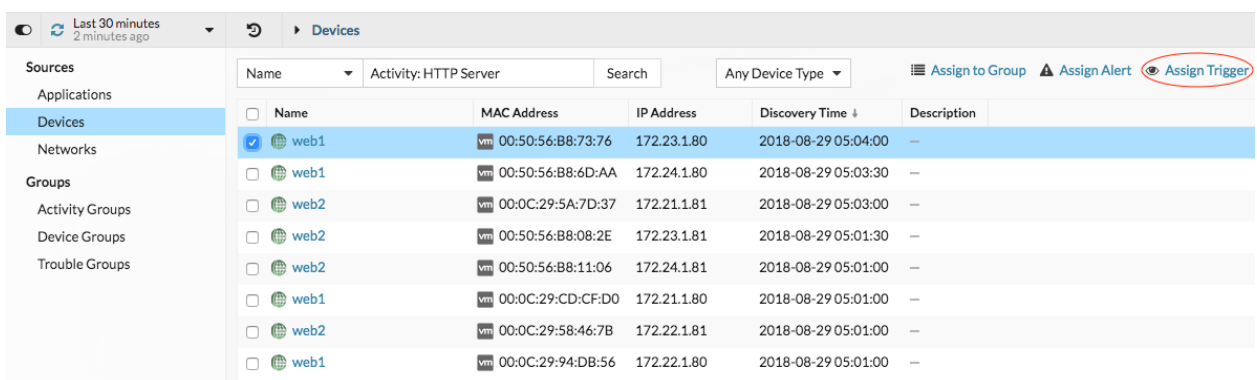 Last 30 minutes
2 minutes ago
Devices
Sources
Applications
Devices
Networks
Groups
Activity Groups
Device Groups
Trouble Groups
Name Activity: HTTP Server Search Any Device Type Assign to Group Assign Alert Assign Trigger
Name MAC Address IP Address Discovery Time ↓ Description
web1 vm 00:50:56:B8:73:76 172.23.1.80 2018-08-29 05:04:00 —
web1 vm 00:50:56:B8:6D:AA 172.24.1.80 2018-08-29 05:03:30 —
web2 vm 00:0C:29:5A:7D:37 172.21.1.81 2018-08-29 05:03:00 —
web2 vm 00:50:56:B8:08:2E 172.23.1.81 2018-08-29 05:01:30 —
web2 vm 00:50:56:B8:11:06 172.24.1.81 2018-08-29 05:01:00 —
web1 vm 00:0C:29:CD:CF:D0 172.21.1.80 2018-08-29 05:01:00 —
web2 vm 00:0C:29:58:46:7B 172.22.1.81 2018-08-29 05:01:00 —
web1 vm 00:0C:29:94:DB:56 172.22.1.80 2018-08-29 05:01:00 —